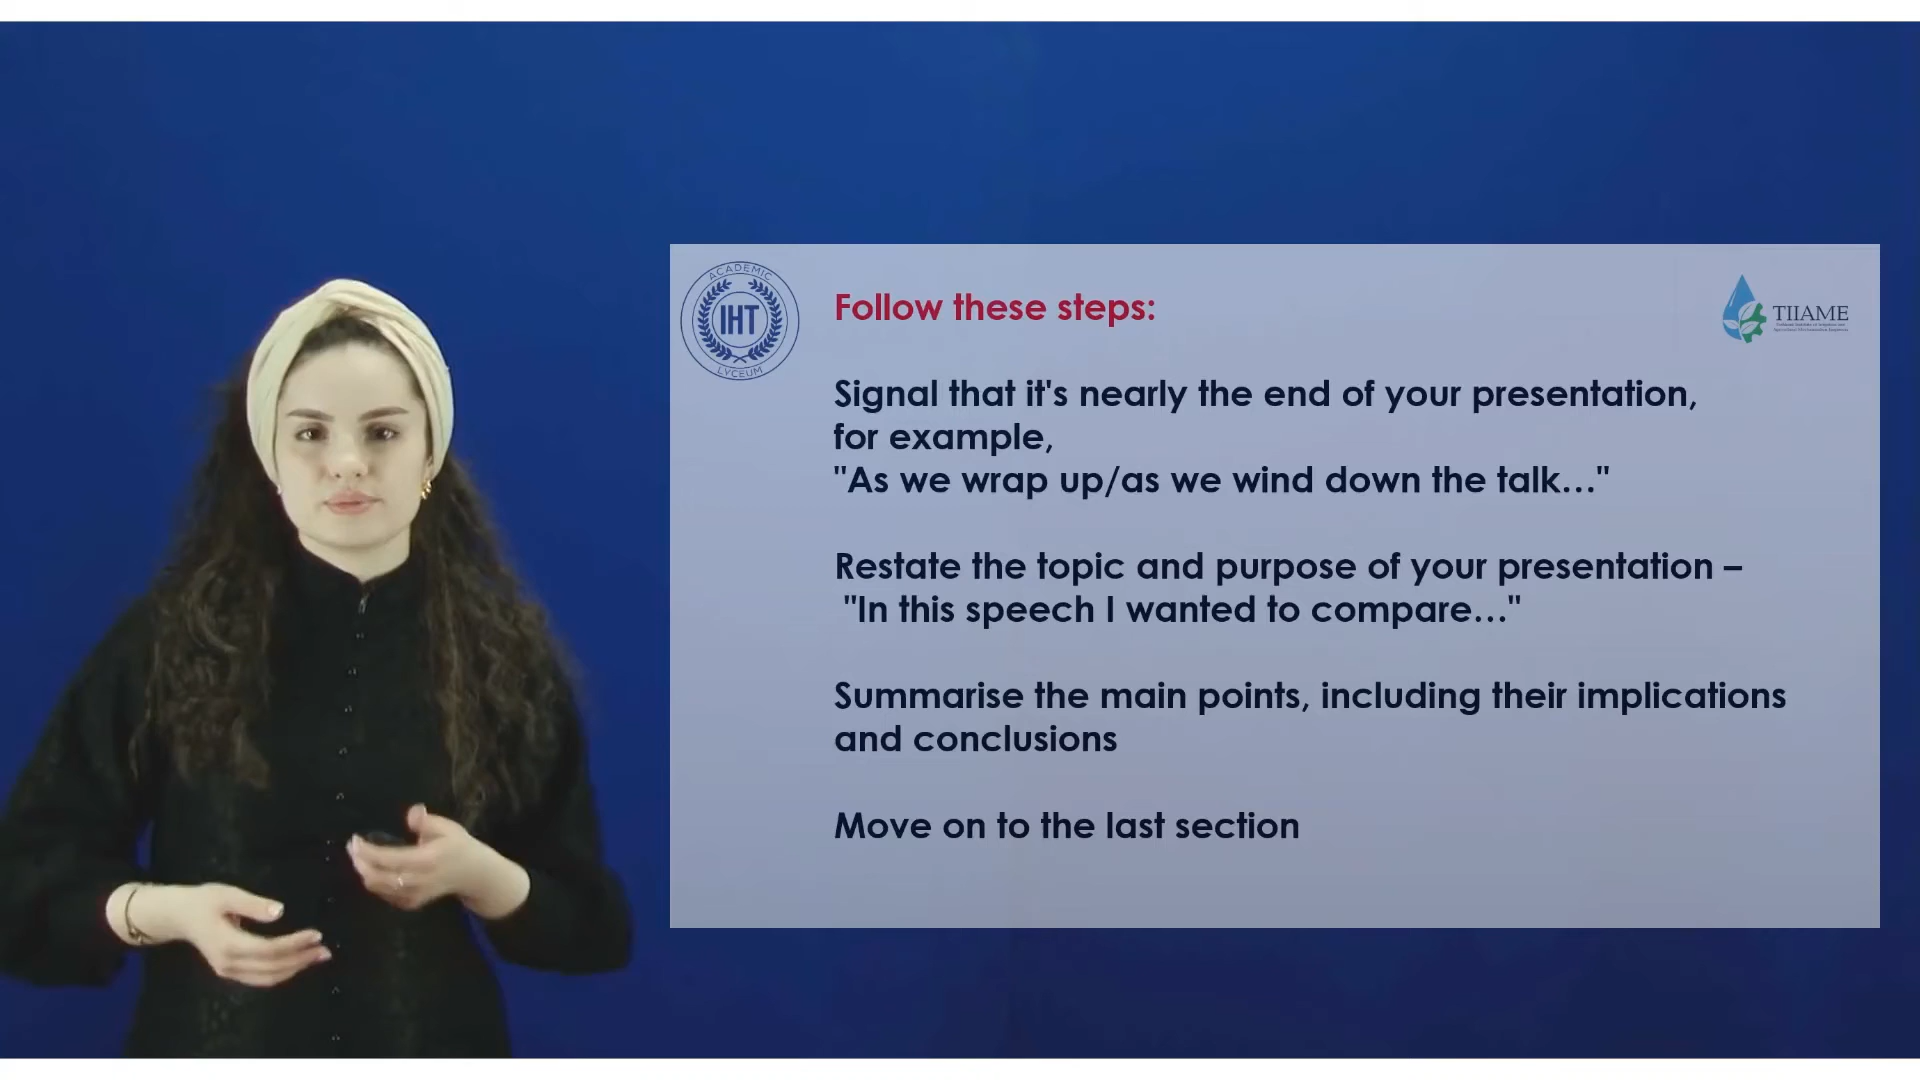 ACADEMIC
IHT
LYCEUM
TIIAME
Follow these steps:
Signal that it's nearly the end of your presentation,
for example,
"As we wrap up/as we wind down the talk…"
Restate the topic and purpose of your presentation –
"In this speech I wanted to compare…"
Summarise the main points, including their implications
and conclusions
Move on to the last section